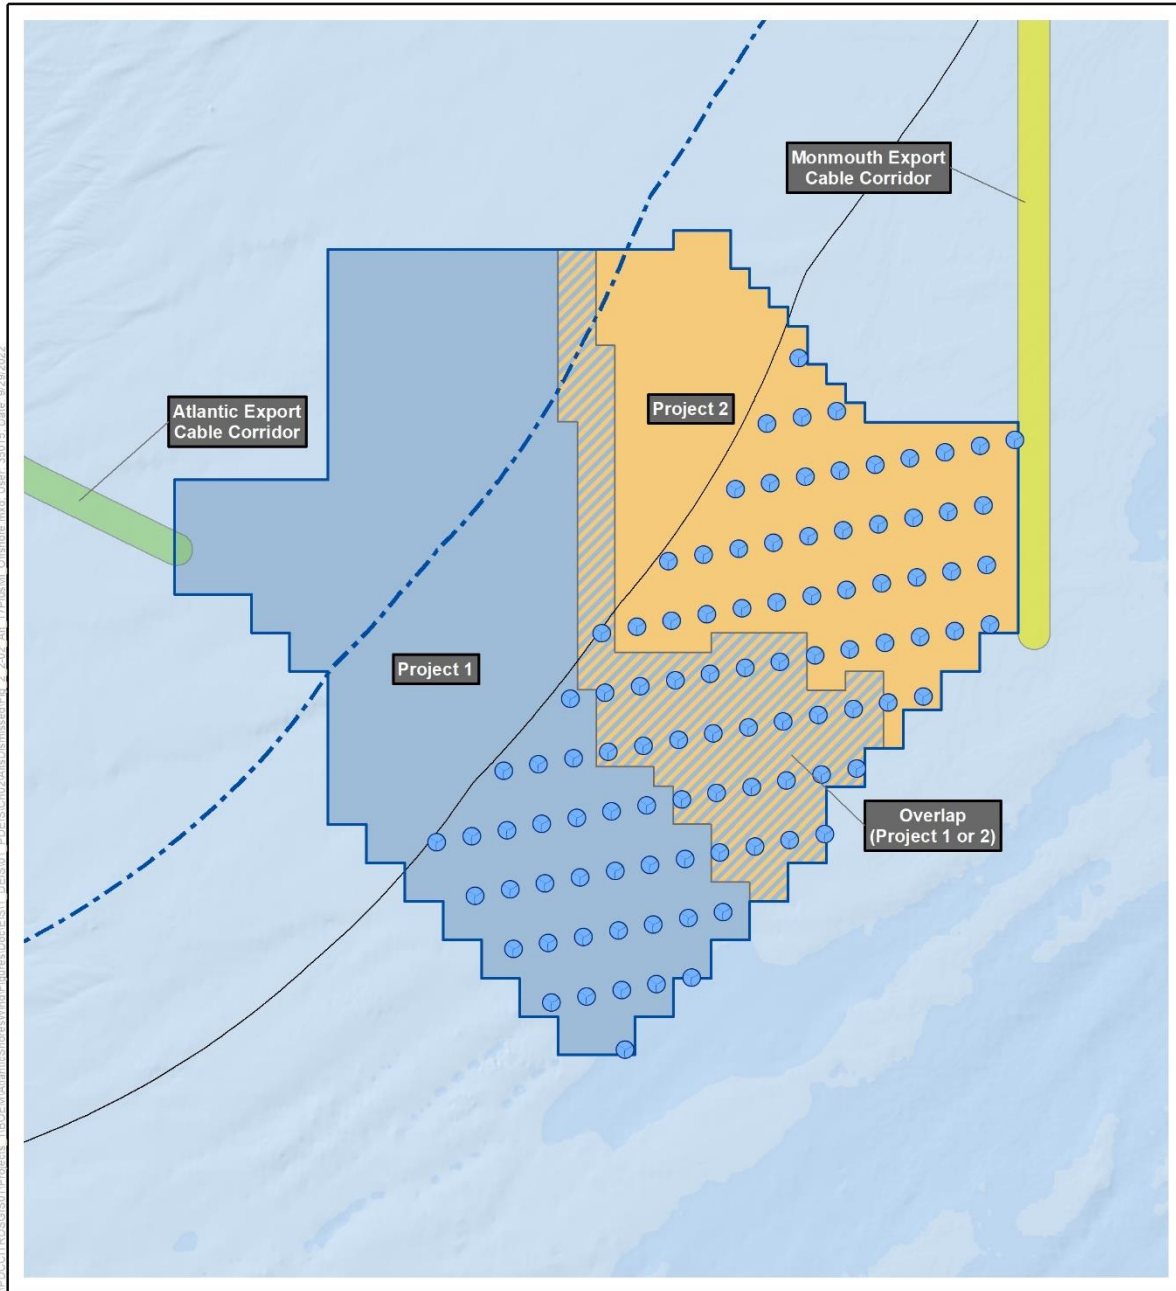 Monmouth Export
Cable Corridor
Atlantic Export
Cable Corridor
Project 2
Project 1
Overlap
(Project 1 or 2)